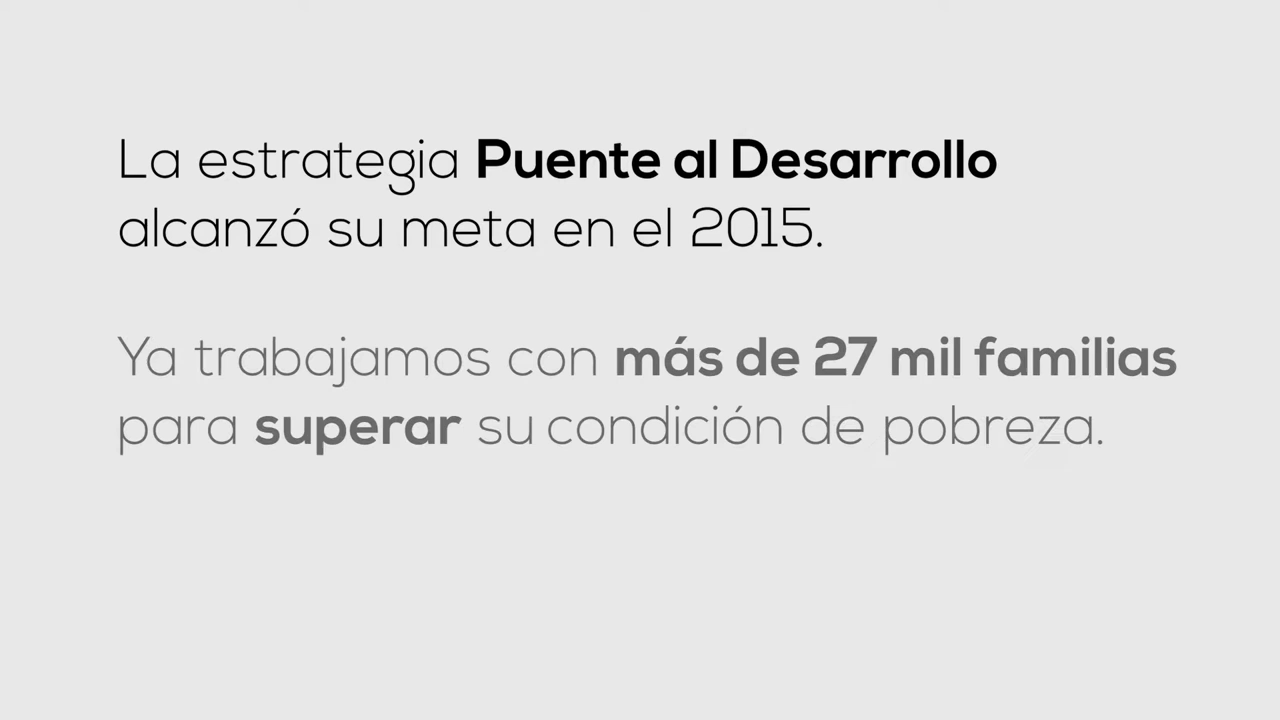 La estrategia Puente al Desarrollo
alcanzó su meta en el 2015.
Ya trabajamos con más de 27 mil familias
para superar su condición de pobreza.